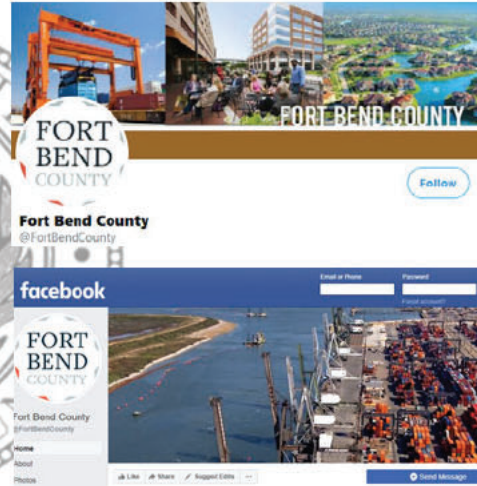 FORT BEND COUNTY
FORT
BEND
COUNTY
Follow
Fort Bend County
@FortBendCounty
facebook
Email or Phone
Password
Forgot account?
FORT
BEND
COUNTY
Fort Bend County
@FortBendCounty
Home
About
Photos
Like Share Suggest Edits ...
Send Message